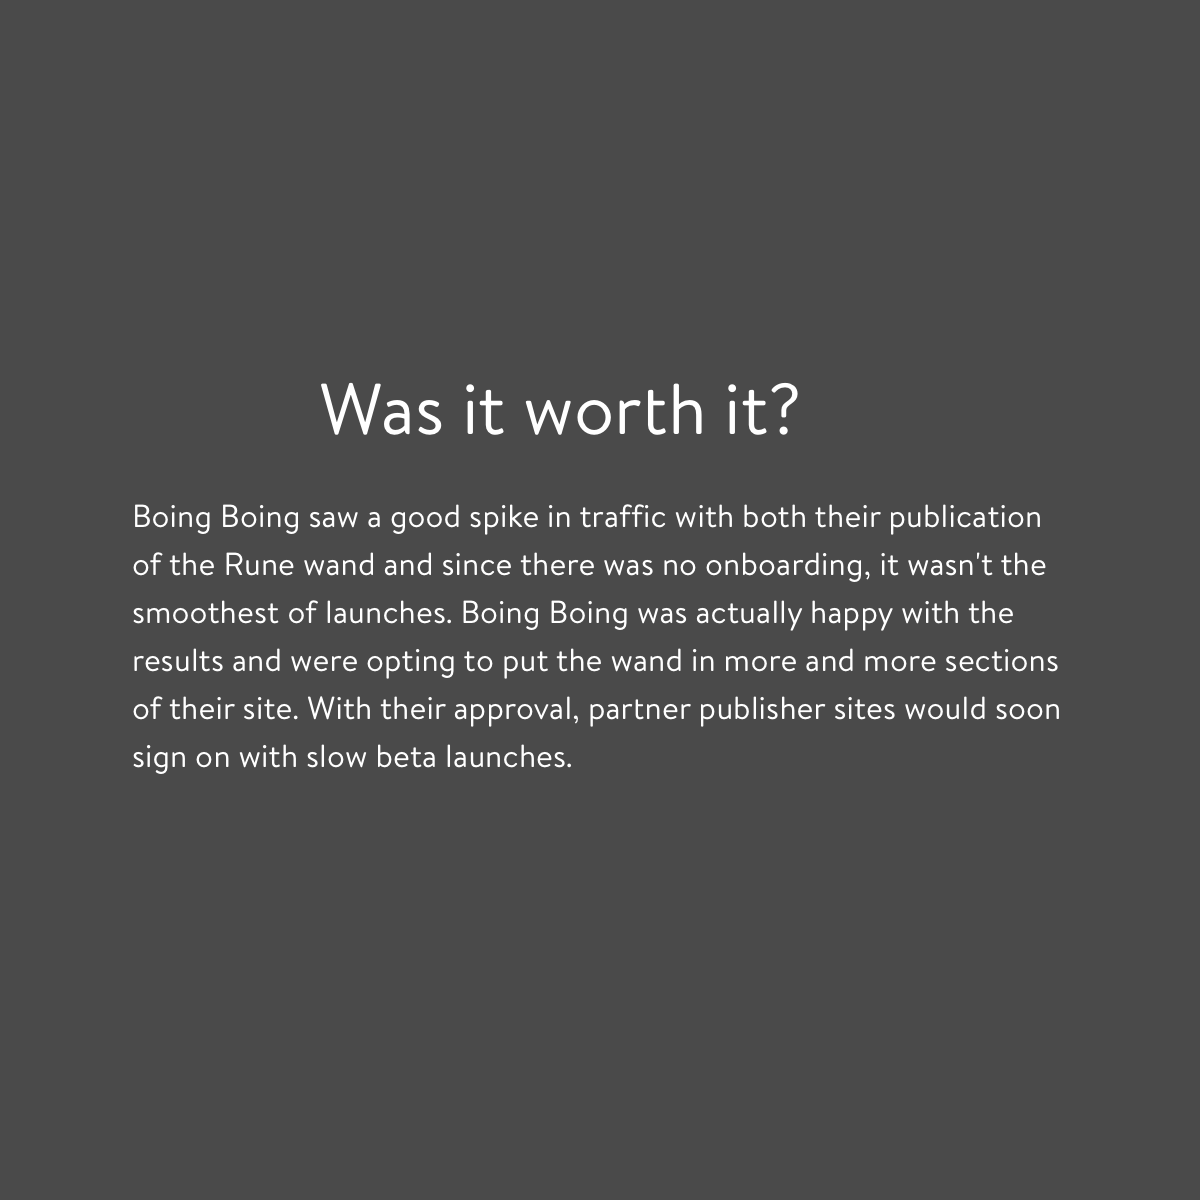 Was it worth it?
Boing Boing saw a good spike in traffic with both their publication
of the Rune wand and since there was no onboarding, it wasn't the
smoothest of launches. Boing Boing was actually happy with the
results and were opting to put the wand in more and more sections
of their site. With their approval, partner publisher sites would soon
sign on with slow beta launches.